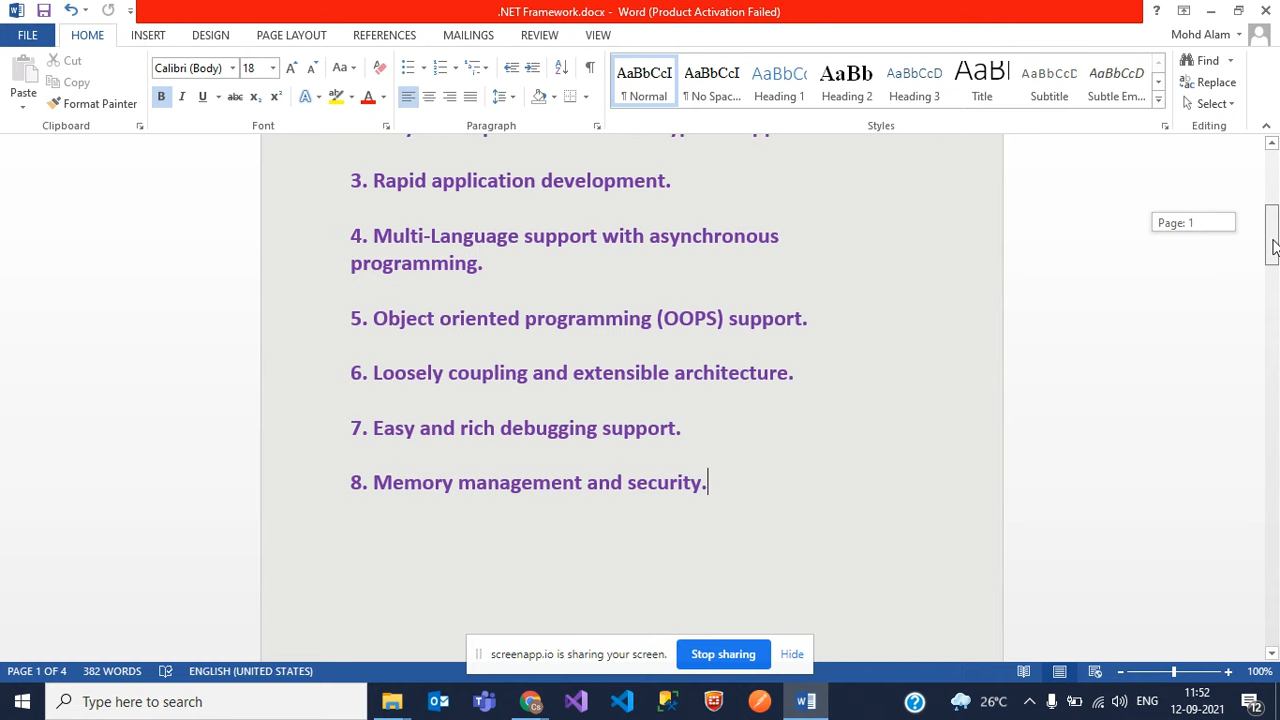 .NET Framework.docx - Word (Product Activation Failed)
FILE HOME INSERT DESIGN PAGE LAYOUT REFERENCES MAILINGS REVIEW VIEW Mohd Alam
Paste
Cut
Copy
Format Painter
Clipboard
Calibri (Body) 18
Font
Paragraph
AaBbCcI AaBbCcI AaBbCc AaBb AaBbCcD AaB AaBbCcD AaBbCcD
¶ Normal ¶ No Spac... Heading 1 Heading 2 Heading 3 Title Subtitle Subtle Em...
Styles
Find
Replace
Select
Editing
3. Rapid application development.
Page: 1
4. Multi-Language support with asynchronous
programming.
5. Object oriented programming (OOPS) support.
6. Loosely coupling and extensible architecture.
7. Easy and rich debugging support.
8. Memory management and security.
screenapp.io is sharing your screen. Stop sharing Hide
PAGE 1 OF 4 382 WORDS ENGLISH (UNITED STATES) 100%
Type here to search
26°C ENG 11:52
12-09-2021 12